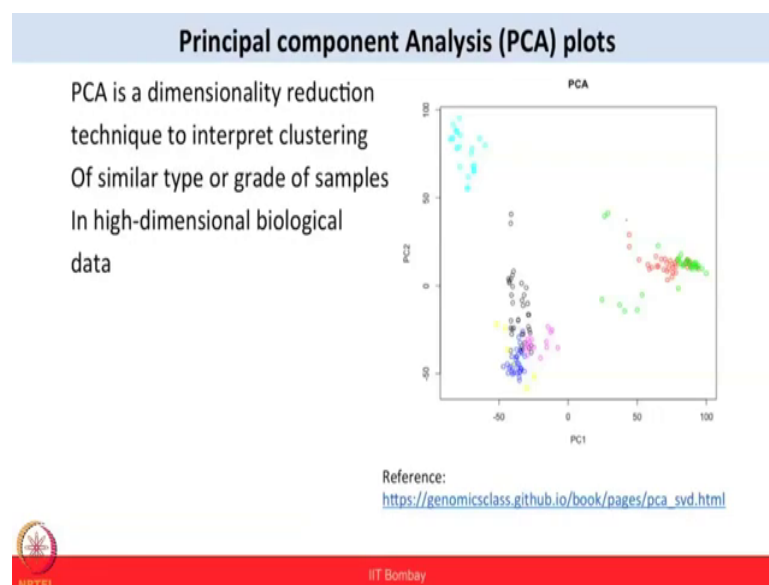 Principal component Analysis (PCA) plots
PCA is a dimensionality reduction
technique to interpret clustering
Of similar type or grade of samples
In high-dimensional biological
data
PCA
100
50
0
-50
PC2
-50
0
50
100
PC1
Reference:
https://genomicsclass.github.io/book/pages/pca_svd.html
NPTEL
IIT Bombay